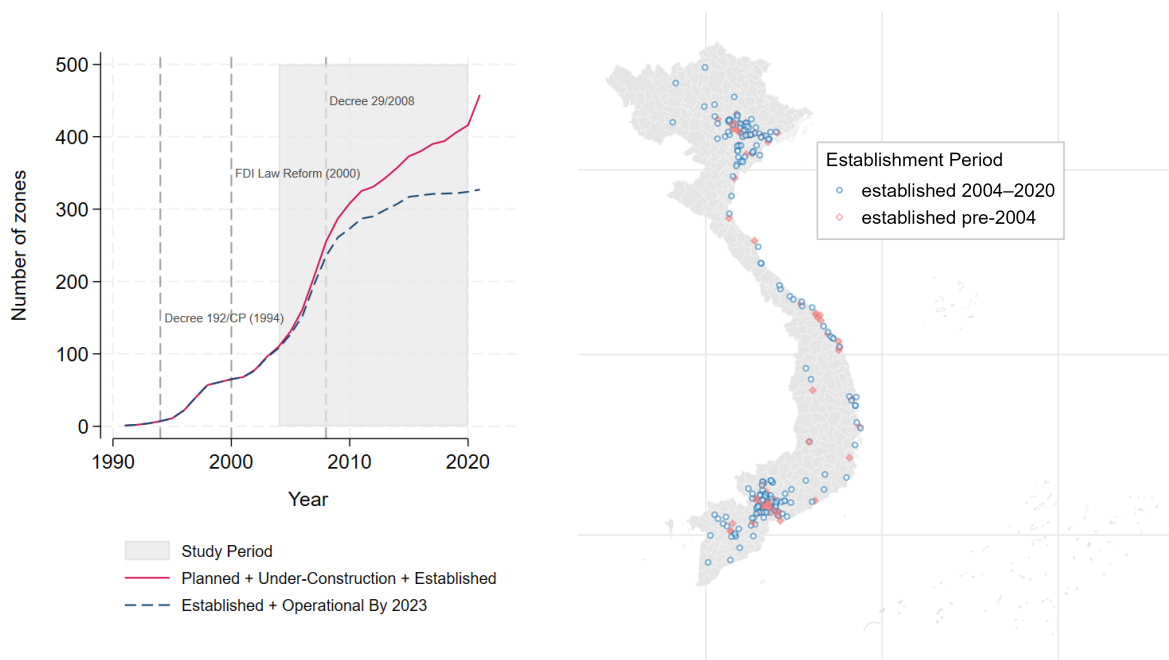 500
400
300
200
100
0
Number of zones
Decree 29/2008
FDI Law Reform (2000)
Decree 192/CP (1994)
1990
2000
2010
2020
Year
Study Period
Planned + Under-Construction + Established
Established + Operational By 2023
Establishment Period
established 2004–2020
established pre-2004